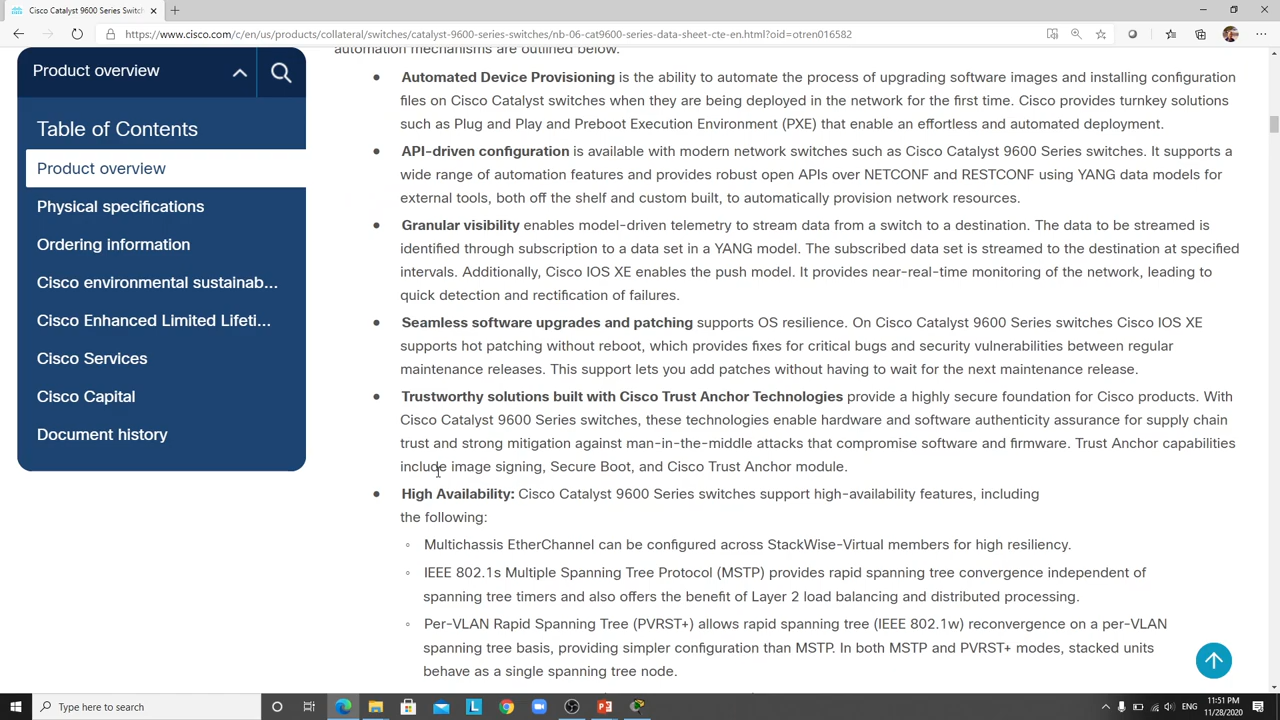 Cisco Catalyst 9600 Series Switch
https://www.cisco.com/c/en/us/products/collateral/switches/catalyst-9600-series-switches/nb-06-cat9600-series-data-sheet-cte-en.html?oid=otren016582
automation mechanisms are outlined below.
Product overview
Table of Contents
Product overview
Physical specifications
Ordering information
Cisco environmental sustainab...
Cisco Enhanced Limited Lifeti...
Cisco Services
Cisco Capital
Document history
• Automated Device Provisioning is the ability to automate the process of upgrading software images and installing configuration
files on Cisco Catalyst switches when they are being deployed in the network for the first time. Cisco provides turnkey solutions
such as Plug and Play and Preboot Execution Environment (PXE) that enable an effortless and automated deployment.
• API-driven configuration is available with modern network switches such as Cisco Catalyst 9600 Series switches. It supports a
wide range of automation features and provides robust open APIs over NETCONF and RESTCONF using YANG data models for
external tools, both off the shelf and custom built, to automatically provision network resources.
• Granular visibility enables model-driven telemetry to stream data from a switch to a destination. The data to be streamed is
identified through subscription to a data set in a YANG model. The subscribed data set is streamed to the destination at specified
intervals. Additionally, Cisco IOS XE enables the push model. It provides near-real-time monitoring of the network, leading to
quick detection and rectification of failures.
• Seamless software upgrades and patching supports OS resilience. On Cisco Catalyst 9600 Series switches Cisco IOS XE
supports hot patching without reboot, which provides fixes for critical bugs and security vulnerabilities between regular
maintenance releases. This support lets you add patches without having to wait for the next maintenance release.
• Trustworthy solutions built with Cisco Trust Anchor Technologies provide a highly secure foundation for Cisco products. With
Cisco Catalyst 9600 Series switches, these technologies enable hardware and software authenticity assurance for supply chain
trust and strong mitigation against man-in-the-middle attacks that compromise software and firmware. Trust Anchor capabilities
include image signing, Secure Boot, and Cisco Trust Anchor module.
• High Availability: Cisco Catalyst 9600 Series switches support high-availability features, including
the following:
◦ Multichassis EtherChannel can be configured across StackWise-Virtual members for high resiliency.
◦ IEEE 802.1s Multiple Spanning Tree Protocol (MSTP) provides rapid spanning tree convergence independent of
spanning tree timers and also offers the benefit of Layer 2 load balancing and distributed processing.
◦ Per-VLAN Rapid Spanning Tree (PVRST+) allows rapid spanning tree (IEEE 802.1w) reconvergence on a per-VLAN
spanning tree basis, providing simpler configuration than MSTP. In both MSTP and PVRST+ modes, stacked units
behave as a single spanning tree node.
Type here to search
ENG
11:51 PM
11/28/2020